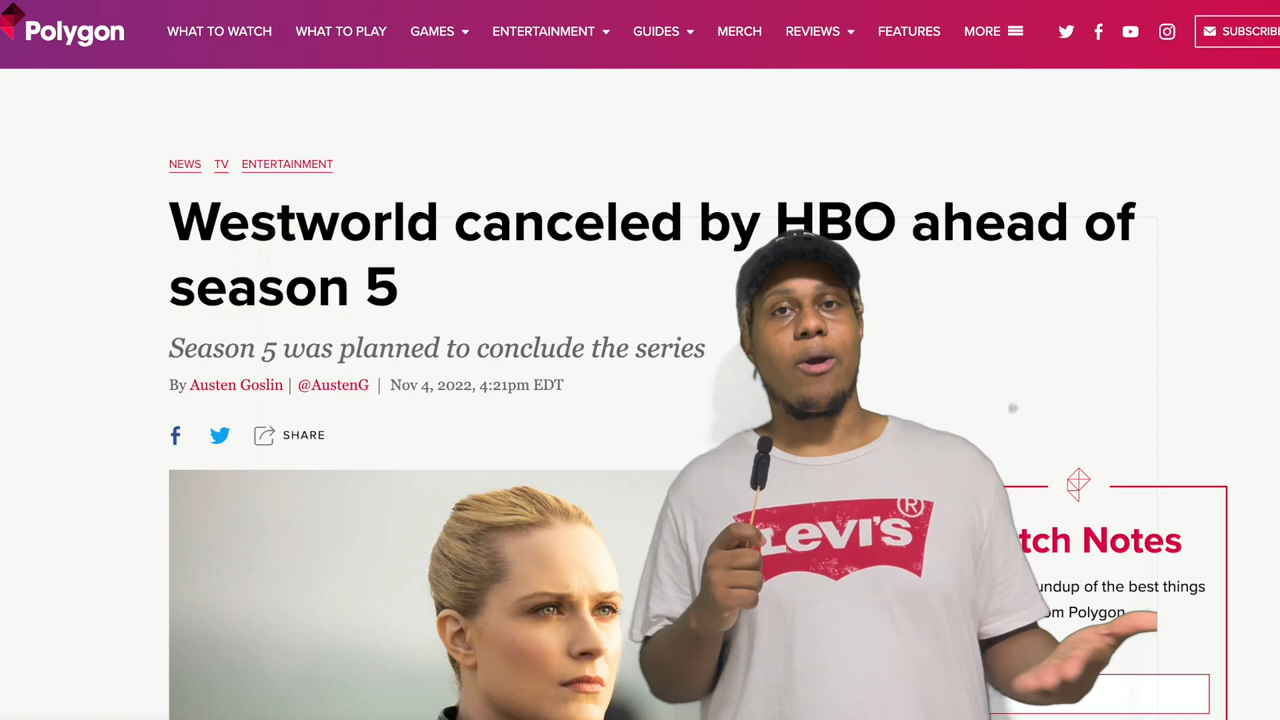 Polygon
WHAT TO WATCH WHAT TO PLAY GAMES ENTERTAINMENT GUIDES MERCH REVIEWS FEATURES MORE SUBSCRIBE
NEWS TV ENTERTAINMENT
Westworld canceled by HBO ahead of
season 5
Season 5 was planned to conclude the series
By Austen Goslin | @AustenG | Nov 4, 2022, 4:21pm EDT
SHARE
LEVI'S ®
tch Notes
undup of the best things
om Polygon